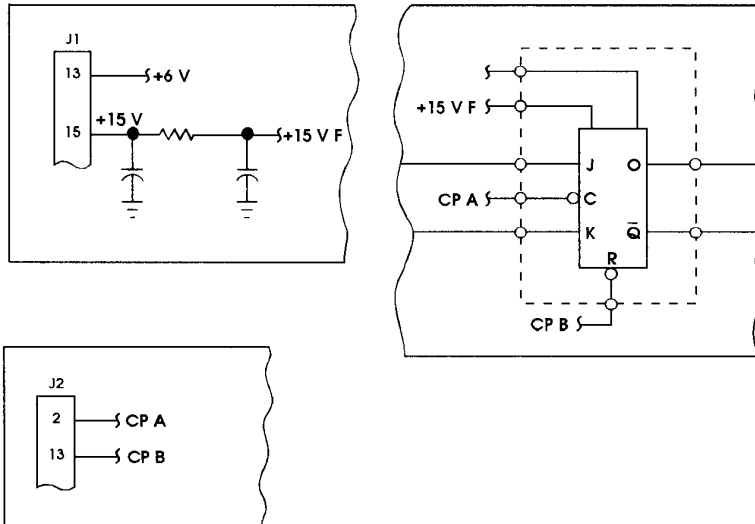 J1
13 +6 V
+15 V
15 +15 V F
+15 V F
J O
CP A C
K Q̅
R
CP B
J2
2 CP A
13 CP B